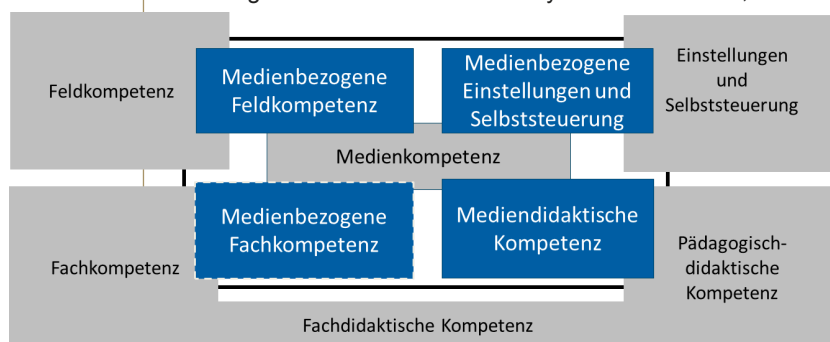 Feldkompetenz
Medienbezogene
Feldkompetenz
Medienbezogene
Einstellungen und
Selbststeuerung
Einstellungen
und
Selbststeuerung
Medienkompetenz
Fachkompetenz
Medienbezogene
Fachkompetenz
Mediendidaktische
Kompetenz
Pädagogisch-
didaktische
Kompetenz
Fachdidaktische Kompetenz